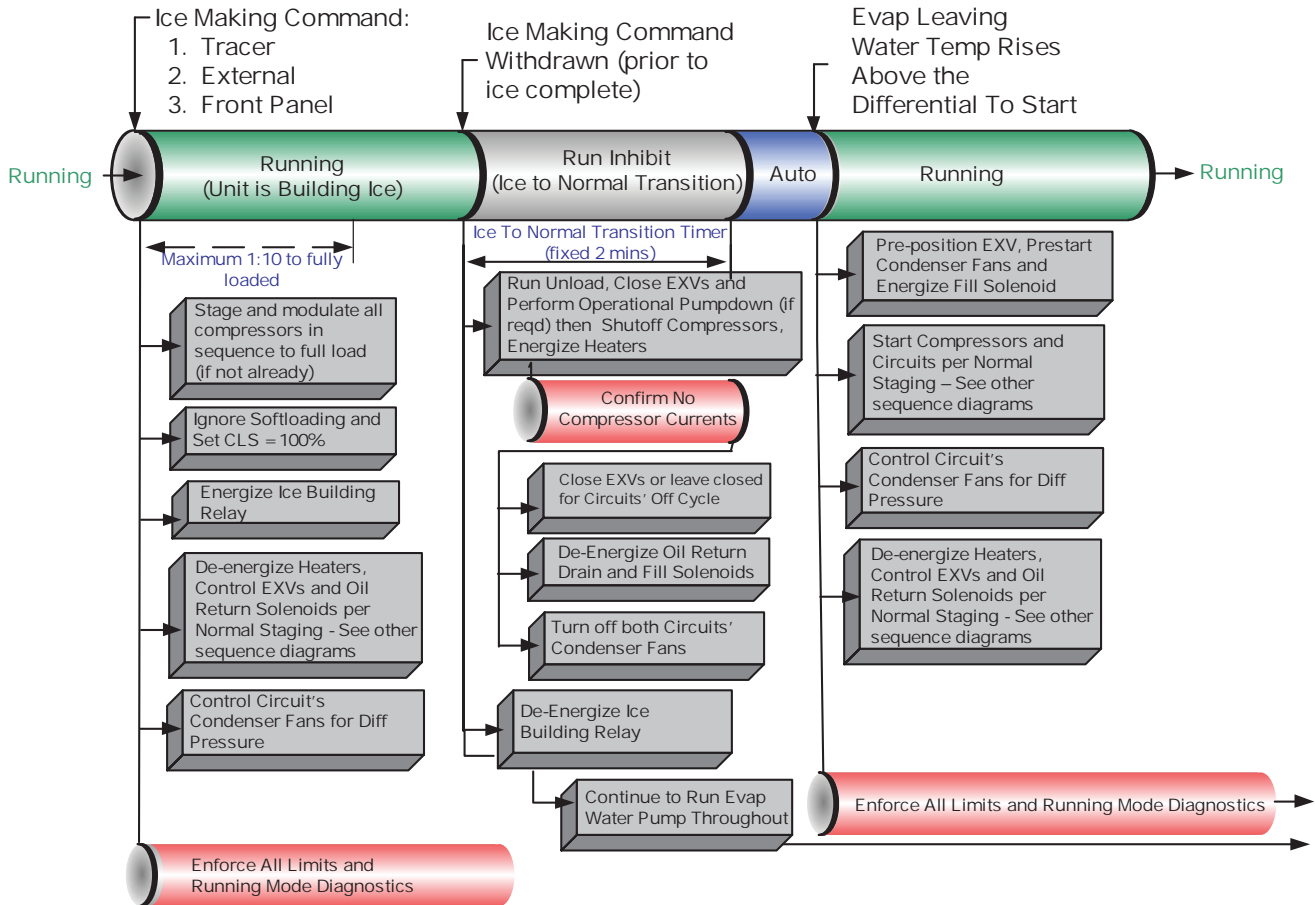 Ice Making Command:
1. Tracer
2. External
3. Front Panel
Ice Making Command
Withdrawn (prior to
ice complete)
Evap Leaving
Water Temp Rises
Above the
Differential To Start
Running
Running
(Unit is Building Ice)
Run Inhibit
(Ice to Normal Transition)
Auto
Running
Running
Maximum 1:10 to fully
loaded
Stage and modulate all
compressors in
sequence to full load
(if not already)
Ignore Softloading and
Set CLS = 100%
Energize Ice Building
Relay
De-energize Heaters,
Control EXVs and Oil
Return Solenoids per
Normal Staging - See other
sequence diagrams
Control Circuit's
Condenser Fans for Diff
Pressure
Enforce All Limits and
Running Mode Diagnostics
Ice To Normal Transition Timer
(fixed 2 mins)
Run Unload, Close EXVs and
Perform Operational Pumpdown (if
reqd) then Shutoff Compressors,
Energize Heaters
Confirm No
Compressor Currents
Close EXVs or leave closed
for Circuits' Off Cycle
De-Energize Oil Return
Drain and Fill Solenoids
Turn off both Circuits'
Condenser Fans
De-Energize Ice
Building Relay
Continue to Run Evap
Water Pump Throughout
Pre-position EXV, Prestart
Condenser Fans and
Energize Fill Solenoid
Start Compressors and
Circuits per Normal
Staging – See other
sequence diagrams
Control Circuit's
Condenser Fans for Diff
Pressure
De-energize Heaters,
Control EXVs and Oil
Return Solenoids per
Normal Staging - See other
sequence diagrams
Enforce All Limits and Running Mode Diagnostics